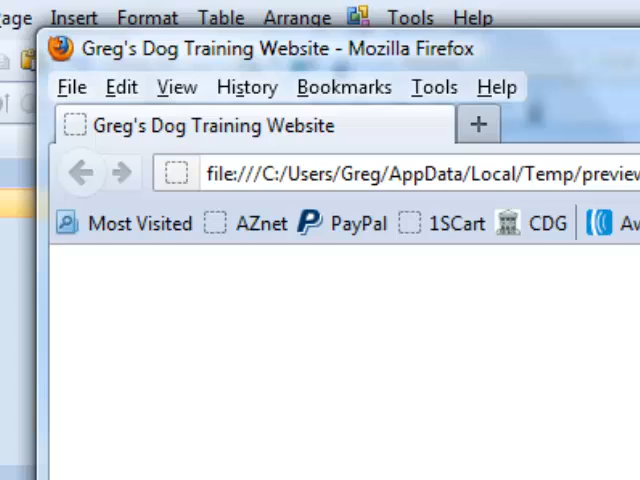 age Insert Format Table Arrange Tools Help
Greg's Dog Training Website - Mozilla Firefox
File Edit View History Bookmarks Tools Help
Greg's Dog Training Website +
file:///C:/Users/Greg/AppData/Local/Temp/preview
Most Visited AZnet PayPal 1SCart CDG Aw